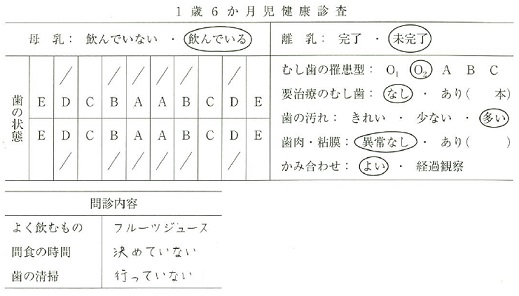 1歳6か月児健康診査
母 乳： 飲んでいない ・ 飲んでいる 離 乳： 完了 ・ 未完了
歯の状態
/ / / / /
E D C B A A B C D E
E D C B A A B C D E
/ / / / /
むし歯の罹患型： O₁ O₂ A B C
要治療のむし歯： なし ・ あり( 本)
歯の汚れ： きれい ・ 少ない ・ 多い
歯肉・粘膜： 異常なし ・ あり( )
かみ合わせ： よい ・ 経過観察
問診内容
よく飲むもの フルーツジュース
間食の時間 決めていない
歯の清掃 行っていない